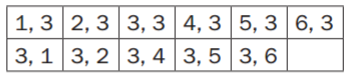 1, 3 2, 3 3, 3 4, 3 5, 3 6, 3
3, 1 3, 2 3, 4 3, 5 3, 6